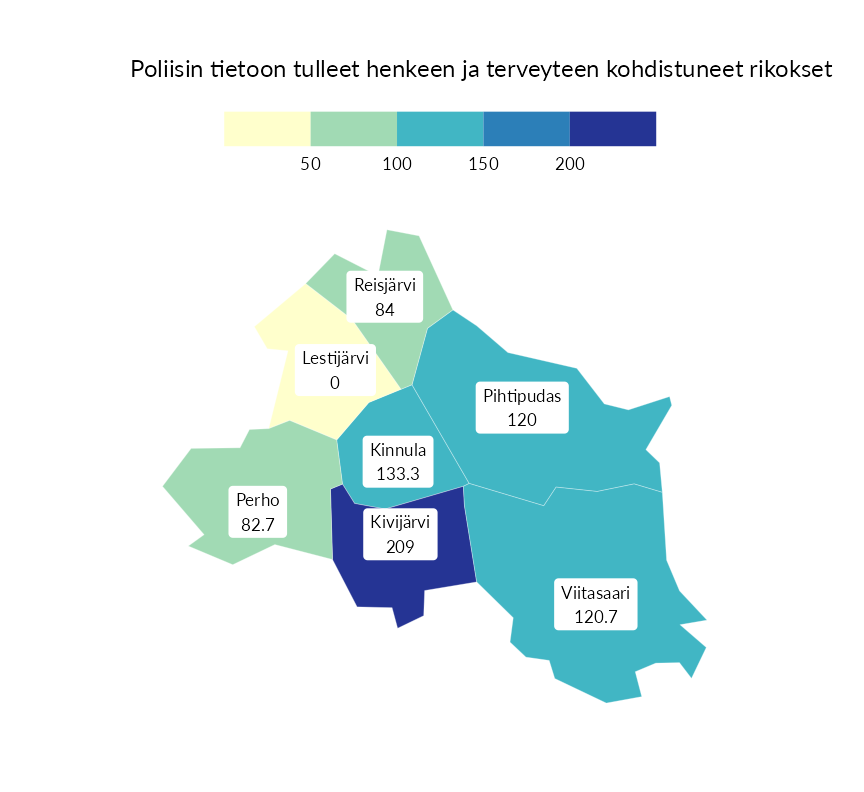 Poliisin tietoon tulleet henkeen ja terveyteen kohdistuneet rikokset
50 100 150 200
Reisjärvi
84
Lestijärvi
0
Pihtipudas
120
Kinnula
133.3
Perho
82.7
Kivijärvi
209
Viitasaari
120.7